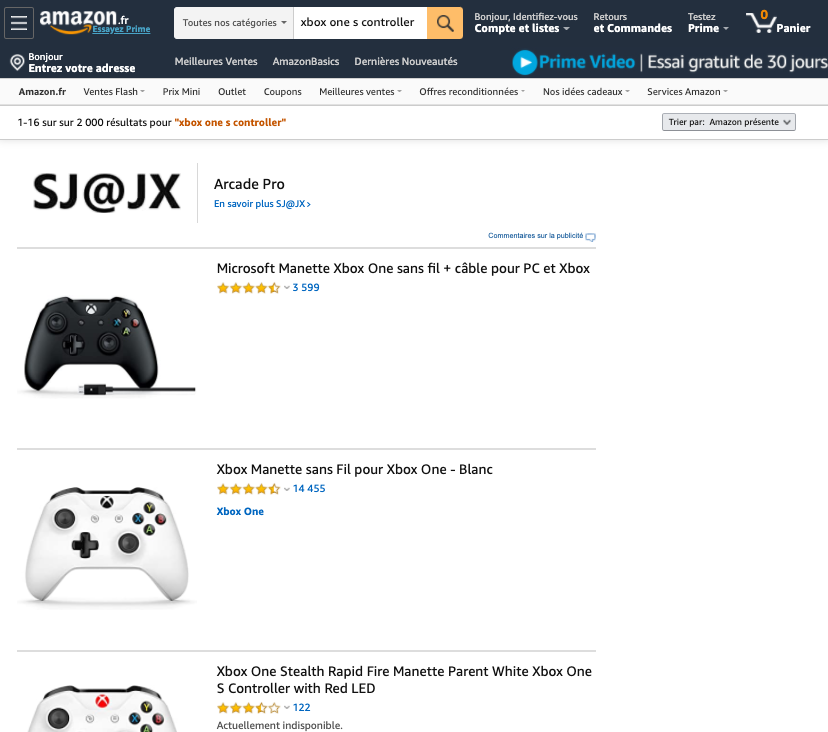 amazon.fr
Essayez Prime
Toutes nos catégories
xbox one s controller
Bonjour, Identifiez-vous
Compte et listes
Retours
et Commandes
Testez
Prime
0
Panier
Bonjour
Entrez votre adresse
Meilleures Ventes
AmazonBasics
Dernières Nouveautés
Prime Video | Essai gratuit de 30 jours
Amazon.fr
Ventes Flash
Prix Mini
Outlet
Coupons
Meilleures ventes
Offres reconditionnées
Nos idées cadeaux
Services Amazon
1-16 sur sur 2 000 résultats pour "xbox one s controller"
Trier par: Amazon présente
SJ@JX
Arcade Pro
En savoir plus SJ@JX ›
Commentaires sur la publicité
Microsoft Manette Xbox One sans fil + câble pour PC et Xbox
3 599
Xbox Manette sans Fil pour Xbox One - Blanc
14 455
Xbox One
Xbox One Stealth Rapid Fire Manette Parent White Xbox One
S Controller with Red LED
122
Actuellement indisponible.